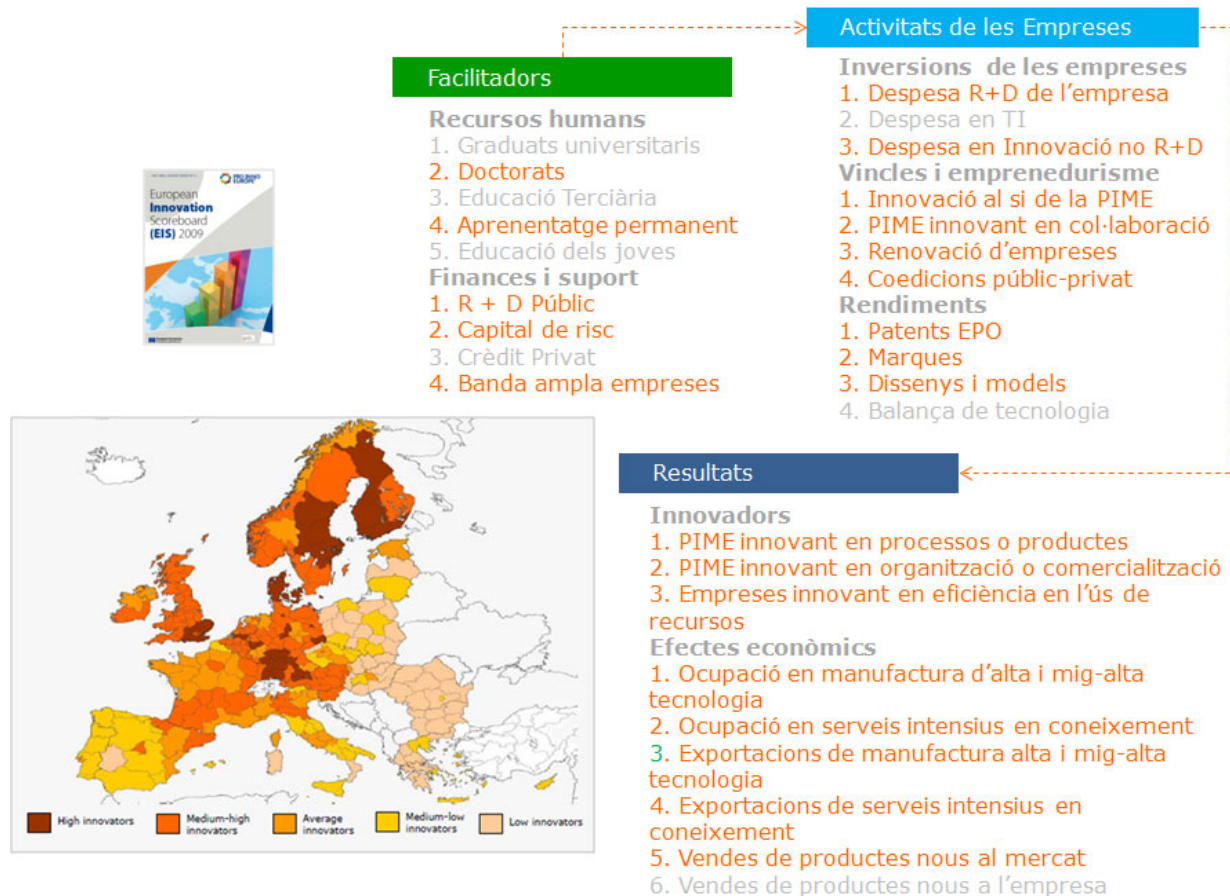 Activitats de les Empreses
Facilitadors
Recursos humans
1. Graduats universitaris
2. Doctorats
3. Educació Terciària
4. Aprenentatge permanent
5. Educació dels joves
Finances i suport
1. R + D Públic
2. Capital de risc
3. Crèdit Privat
4. Banda ampla empreses
Inversions de les empreses
1. Despesa R+D de l'empresa
2. Despesa en TI
3. Despesa en Innovació no R+D
Vincles i empreneduris​me
1. Innovació al si de la PIME
2. PIME innovant en col·laboració
3. Renovació d'empreses
4. Coedicions públic-privat
Rendiments
1. Patents EPO
2. Marques
3. Dissenys i models
4. Balança de tecnologia
PRO INNO
EUROPE
European
Innovation
Scoreboard
(EIS) 2009
Resultats
Innovadors
1. PIME innovant en processos o productes
2. PIME innovant en organització o comercialització
3. Empreses innovant en eficiència en l'ús de
recursos
Efectes econòmics
1. Ocupació en manufactura d'alta i mig-alta
tecnologia
2. Ocupació en serveis intensius en coneixement
3. Exportacions de manufactura alta i mig-alta
tecnologia
4. Exportacions de serveis intensius en
coneixement
5. Vendes de productes nous al mercat
6. Vendes de productes nous a l'empresa
High innovators
Medium-high
innovators
Average
innovators
Medium-low
innovators
Low innovators